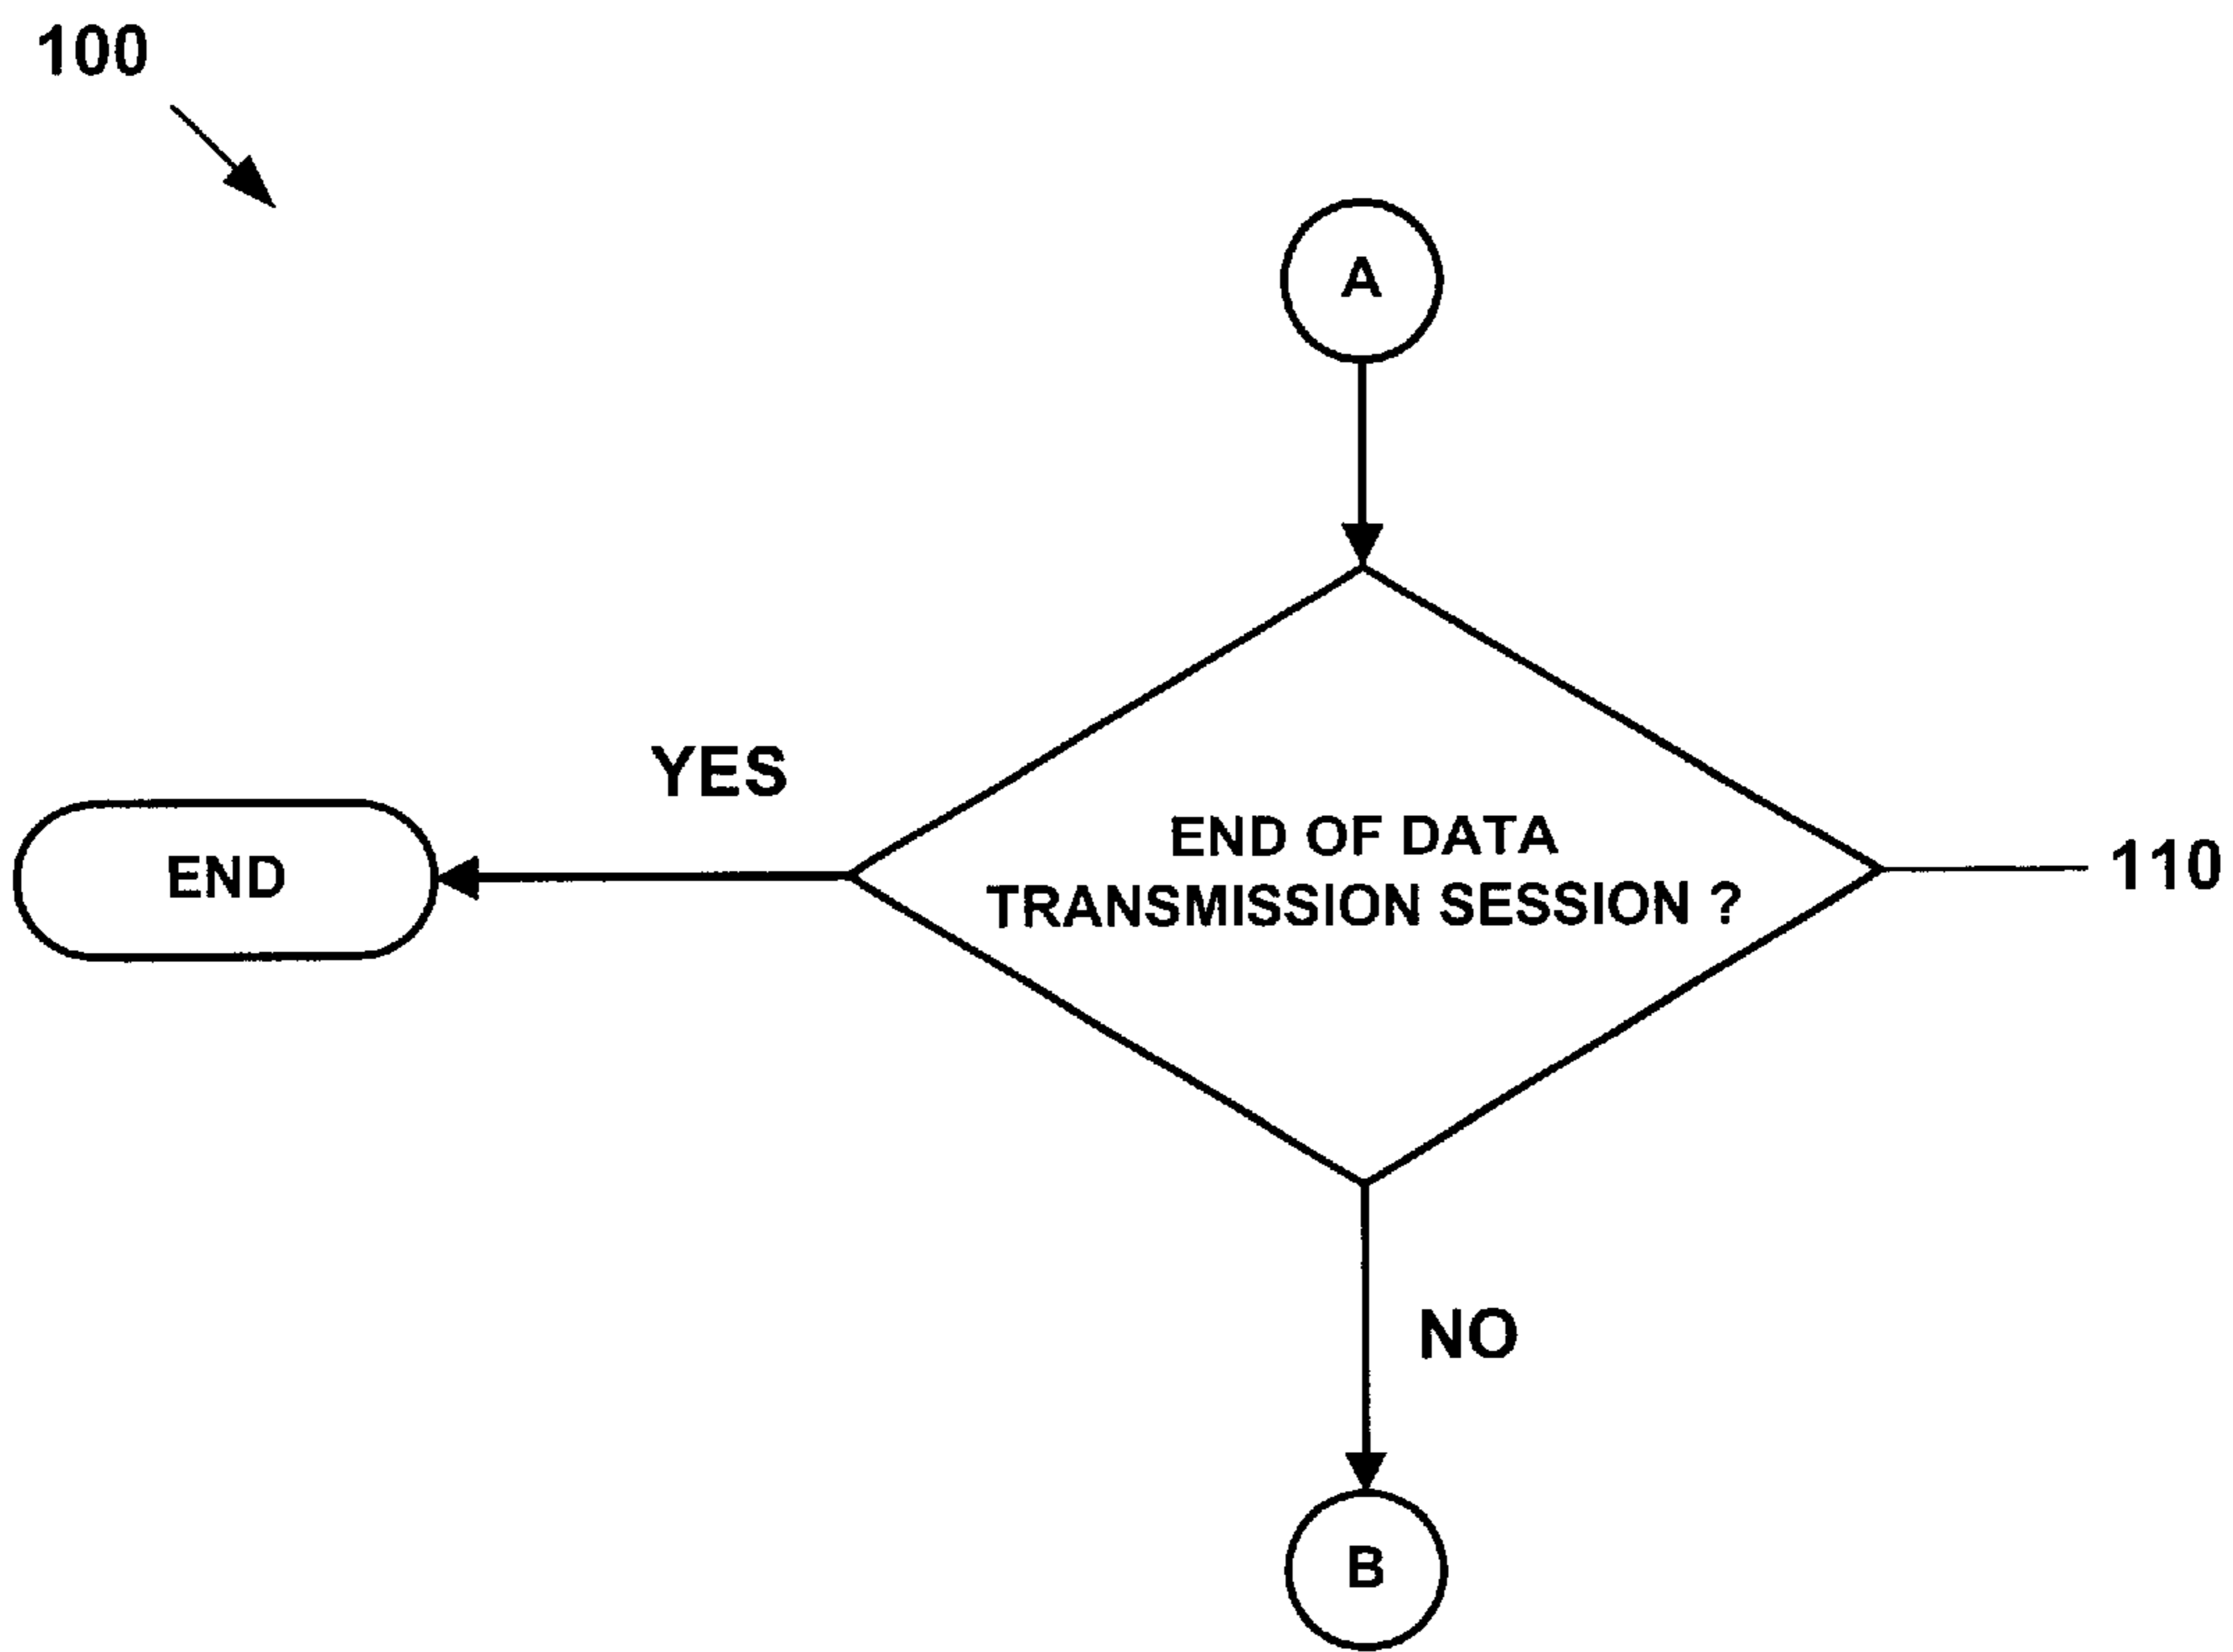 100
A
YES
END OF DATA
TRANSMISSION SESSION ?
END
110
NO
B